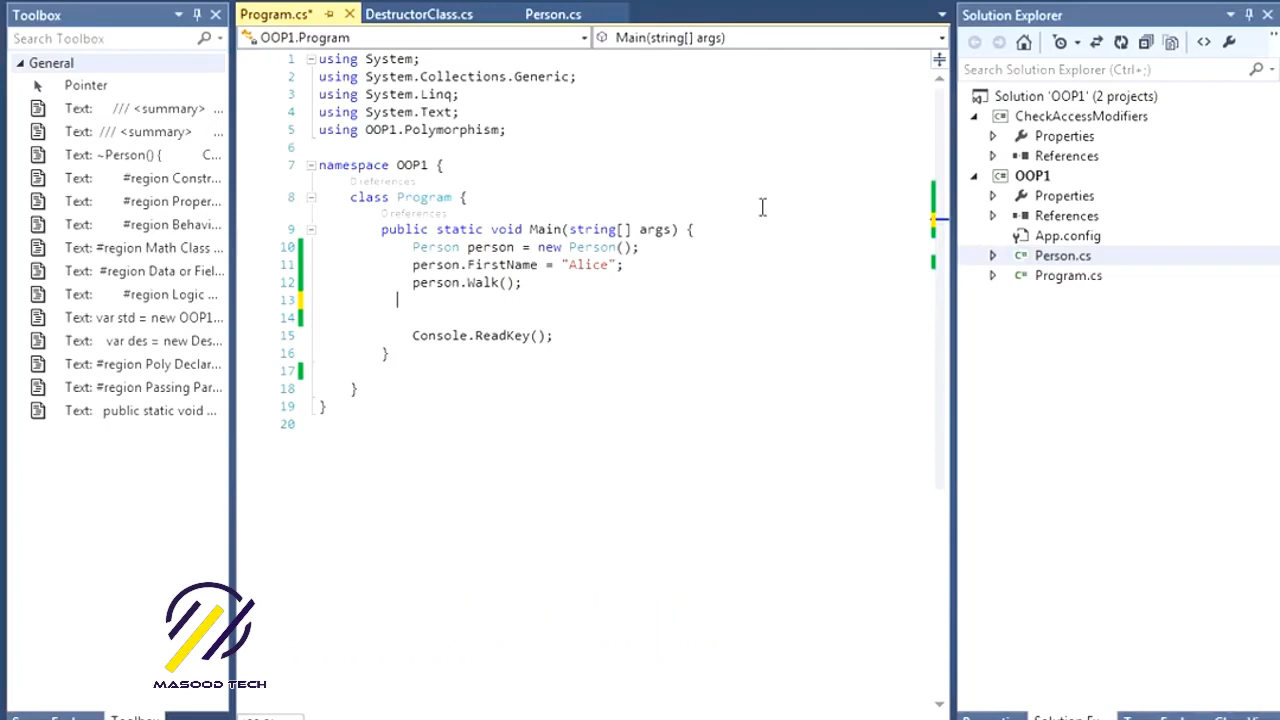 Toolbox
Search Toolbox
General
Pointer
Text: /// <summary> ...
Text: /// <summary> ...
Text: ~Person() { C...
Text: #region Constr...
Text: #region Proper...
Text: #region Behavi...
Text: #region Math Class ...
Text: #region Data or Fiel...
Text: #region Logic ...
Text: var std = new OOP1...
Text: var des = new Des...
Text: #region Poly Declar...
Text: #region Passing Par...
Text: public static void ...
MASOOD TECH
Program.cs* DestructorClass.cs Person.cs
OOP1.Program Main(string[] args)
1 using System;
2 using System.Collections.Generic;
3 using System.Linq;
4 using System.Text;
5 using OOP1.Polymorphism;
6
7 namespace OOP1 {
0 references
8 class Program {
0 references
9 public static void Main(string[] args) {
10 Person person = new Person();
11 person.FirstName = "Alice";
12 person.Walk();
13
14
15 Console.ReadKey();
16 }
17
18 }
19 }
20
Solution Explorer
Search Solution Explorer (Ctrl+;)
Solution 'OOP1' (2 projects)
CheckAccessModifiers
Properties
References
OOP1
Properties
References
App.config
Person.cs
Program.cs